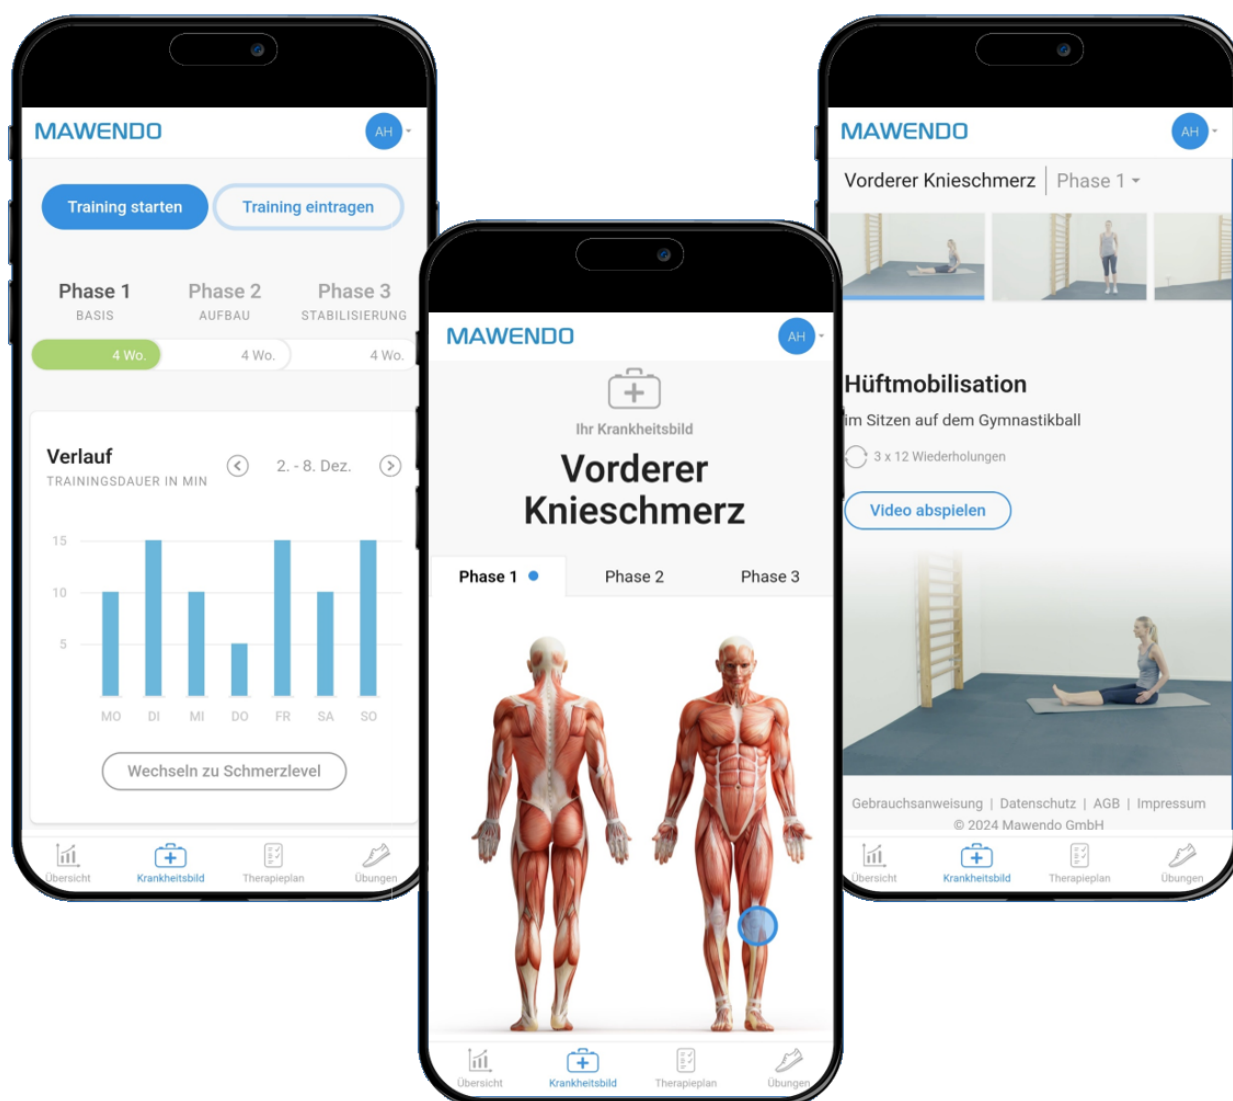 MAWENDO
AH
Training starten
Training eintragen
Phase 1
BASIS
Phase 2
AUFBAU
Phase 3
STABILISIERUNG
4 Wo.
4 Wo.
4 Wo.
Verlauf
TRAININGSDAUER IN MIN
2. - 8. Dez.
15
10
5
MO DI MI DO FR SA SO
Wechseln zu Schmerzlevel
Übersicht
Krankheitsbild
Therapieplan
Übungen
MAWENDO
AH
Ihr Krankheitsbild
Vorderer
Knieschmerz
Phase 1
Phase 2
Phase 3
Übersicht
Krankheitsbild
Therapieplan
Übungen
MAWENDO
AH
Vorderer Knieschmerz
Phase 1
Hüftmobilisation
im Sitzen auf dem Gymnastikball
3 x 12 Wiederholungen
Video abspielen
Gebrauchsanweisung | Datenschutz | AGB | Impressum
© 2024 Mawendo GmbH
Übersicht
Krankheitsbild
Therapieplan
Übungen